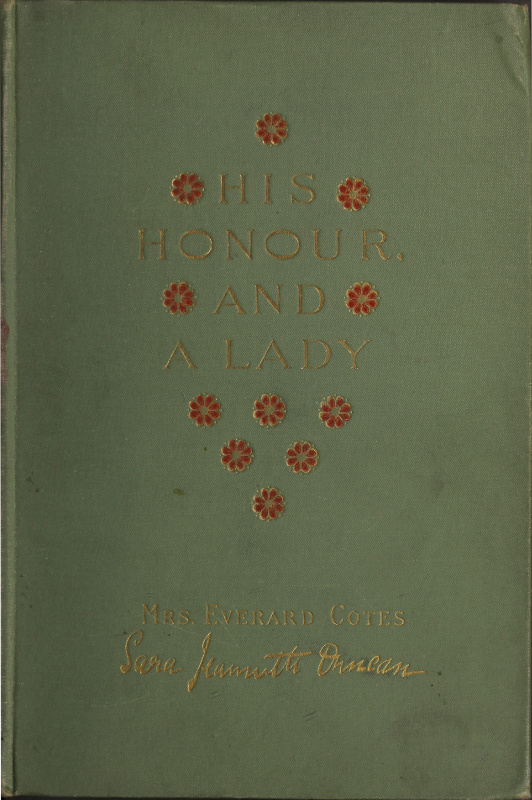 HIS
HONOUR,
AND
A LADY
MRS. EVERARD COTES
Sara Jeannette Duncan